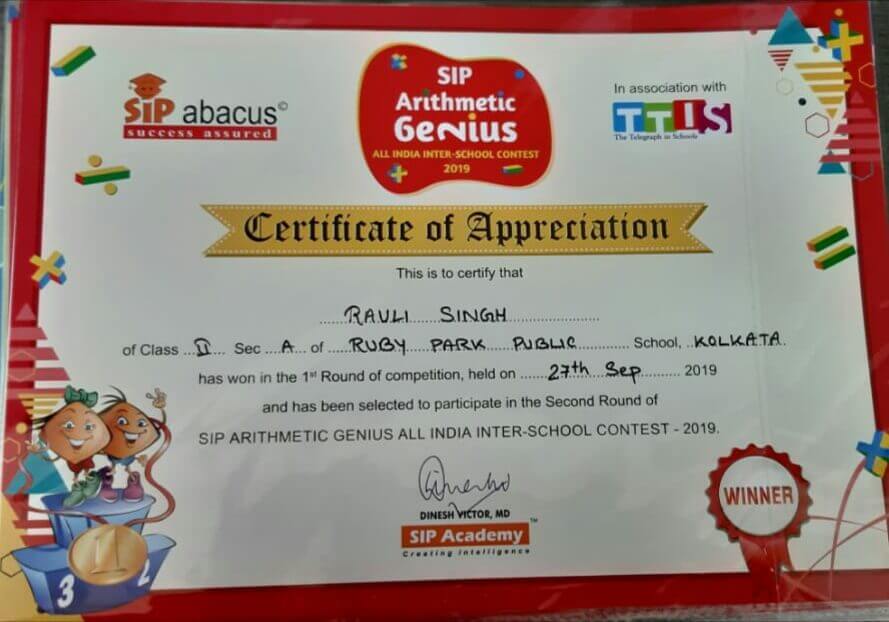 SIP abacus©
success assured
SIP
Arithmetic
Genius
ALL INDIA INTER-SCHOOL CONTEST
2019
In association with
TTIS
The Telegraph in Schools
Certificate of Appreciation
This is to certify that
RAULI SINGH
of Class II Sec A of RUBY PARK PUBLIC School, KOLKATA.
has won in the 1st Round of competition, held on 27th Sep 2019
and has been selected to participate in the Second Round of
SIP ARITHMETIC GENIUS ALL INDIA INTER-SCHOOL CONTEST - 2019.
DINESH VICTOR, MD
SIP Academy™
Creating Intelligence
WINNER
1
3 2